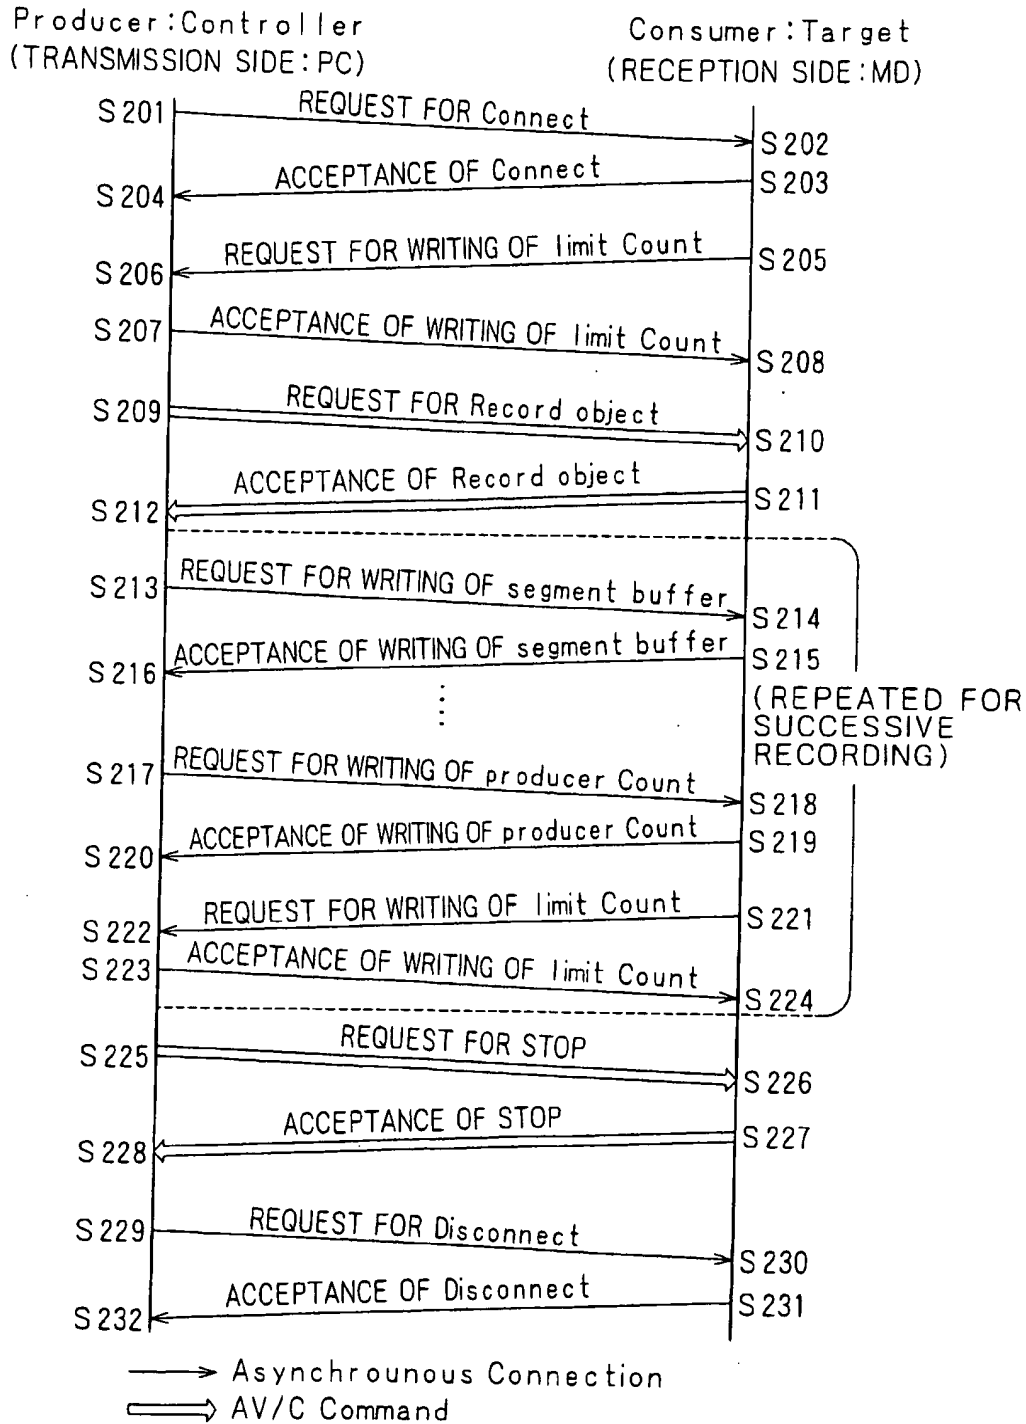 Producer:Controller
(TRANSMISSION SIDE:PC)
Consumer:Target
(RECEPTION SIDE:MD)
S201 REQUEST FOR Connect S202
S204 ACCEPTANCE OF Connect S203
S206 REQUEST FOR WRITING OF limit Count S205
S207 ACCEPTANCE OF WRITING OF limit Count S208
S209 REQUEST FOR Record object S210
S212 ACCEPTANCE OF Record object S211
S213 REQUEST FOR WRITING OF segment buffer S214
S216 ACCEPTANCE OF WRITING OF segment buffer S215
(REPEATED FOR
SUCCESSIVE
RECORDING)
S217 REQUEST FOR WRITING OF producer Count S218
S220 ACCEPTANCE OF WRITING OF producer Count S219
S222 REQUEST FOR WRITING OF limit Count S221
S223 ACCEPTANCE OF WRITING OF limit Count S224
S225 REQUEST FOR STOP S226
S228 ACCEPTANCE OF STOP S227
S229 REQUEST FOR Disconnect S230
S232 ACCEPTANCE OF Disconnect S231
Asynchrounous Connection
AV/C Command